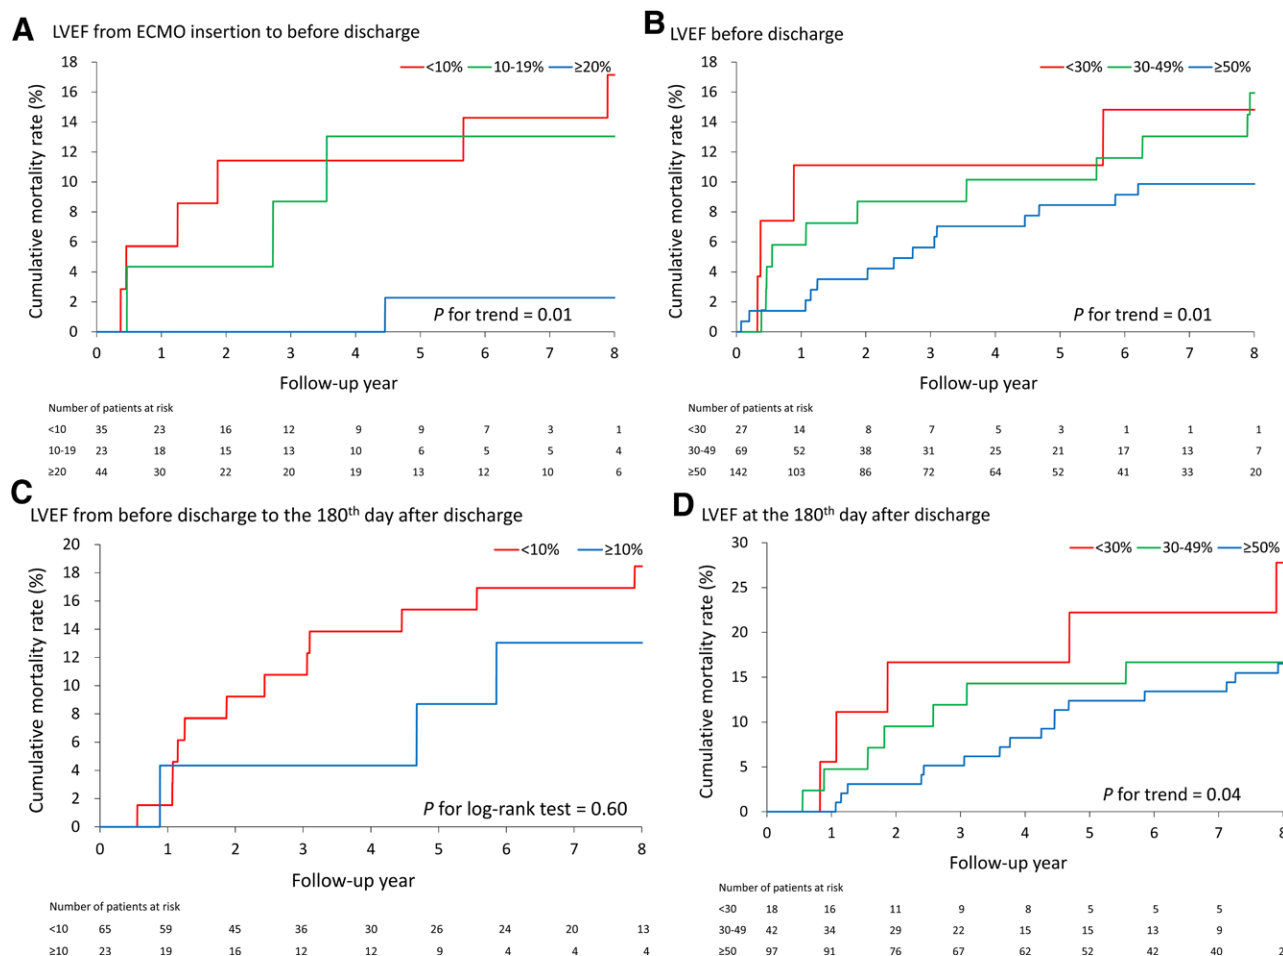 A LVEF from ECMO insertion to before discharge
<10% 10-19% ≥20%
Cumulative mortality rate (%)
18
16
14
12
10
8
6
4
2
0
P for trend = 0.01
0 1 2 3 4 5 6 7 8
Follow-up year
Number of patients at risk
<10 35 23 16 12 9 9 7 3 1
10-19 23 18 15 13 10 6 5 5 4
≥20 44 30 22 20 19 13 12 10 6
B LVEF before discharge
<30% 30-49% ≥50%
Cumulative mortality rate (%)
18
16
14
12
10
8
6
4
2
0
P for trend = 0.01
0 1 2 3 4 5 6 7 8
Follow-up year
Number of patients at risk
<30 27 14 8 7 5 3 1 1 1
30-49 69 52 38 31 25 21 17 13 7
≥50 142 103 86 72 64 52 41 33 20
C LVEF from before discharge to the 180th day after discharge
<10% ≥10%
Cumulative mortality rate (%)
20
18
16
14
12
10
8
6
4
2
0
P for log-rank test = 0.60
0 1 2 3 4 5 6 7 8
Follow-up year
Number of patients at risk
<10 65 59 45 36 30 26 24 20 13
≥10 23 19 16 12 12 9 4 4 4
D LVEF at the 180th day after discharge
<30% 30-49% ≥50%
Cumulative mortality rate (%)
30
25
20
15
10
5
0
P for trend = 0.04
0 1 2 3 4 5 6 7 8
Follow-up year
Number of patients at risk
<30 18 16 11 9 8 5 5 5
30-49 42 34 29 22 15 15 13 9
≥50 97 91 76 67 62 52 42 40